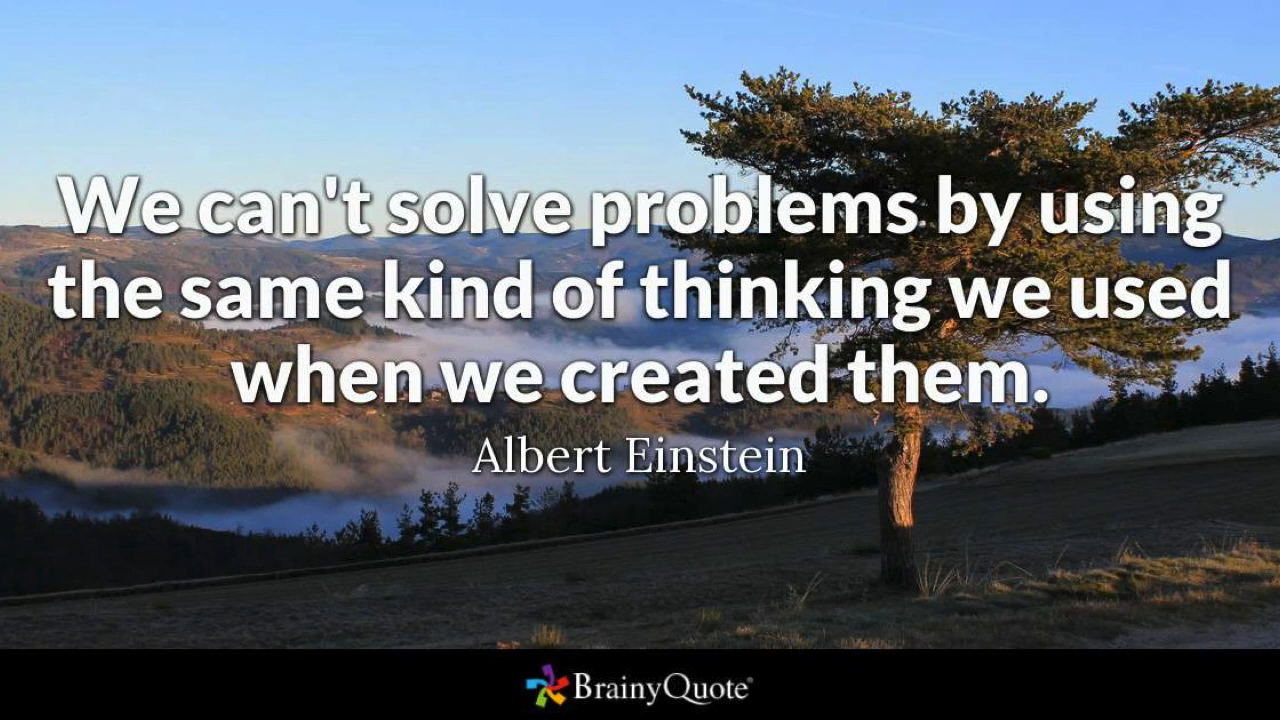 We can't solve problems by using
the same kind of thinking we used
when we created them.
Albert Einstein
BrainyQuote®